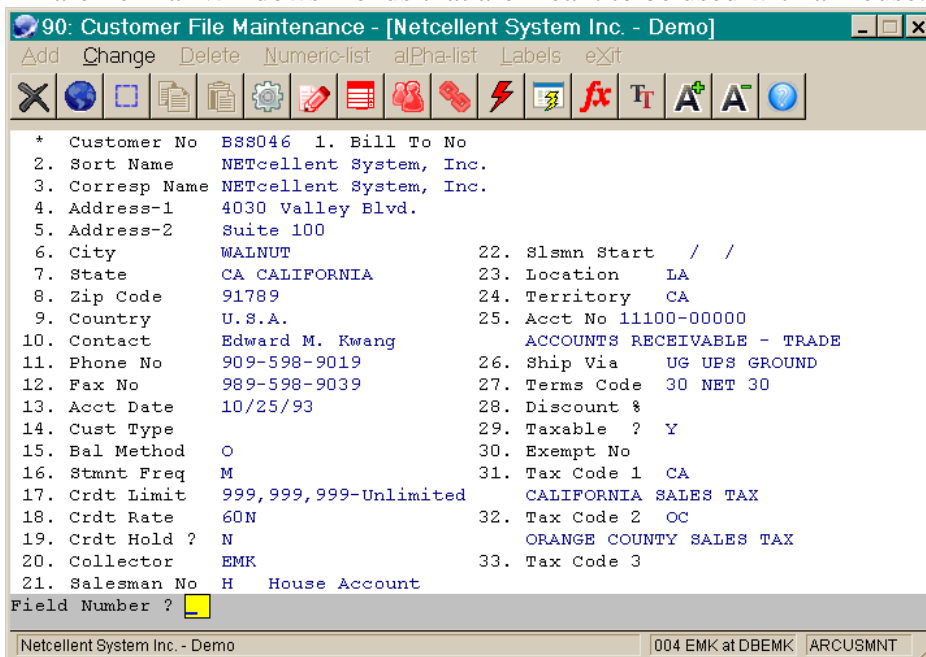 90: Customer File Maintenance - [Netcellent System Inc. - Demo]
Add Change Delete Numeric-list alPha-list Labels eXit
fx TT A+ A- ?
* Customer No BSS046 1. Bill To No
2. Sort Name NETcellent System, Inc.
3. Corresp Name NETcellent System, Inc.
4. Address-1 4030 Valley Blvd.
5. Address-2 Suite 100
6. City WALNUT 22. Slsmn Start / /
7. State CA CALIFORNIA 23. Location LA
8. Zip Code 91789 24. Territory CA
9. Country U.S.A. 25. Acct No 11100-00000
10. Contact Edward M. Kwang ACCOUNTS RECEIVABLE - TRADE
11. Phone No 909-598-9019 26. Ship Via UG UPS GROUND
12. Fax No 989-598-9039 27. Terms Code 30 NET 30
13. Acct Date 10/25/93 28. Discount %
14. Cust Type 29. Taxable ? Y
15. Bal Method O 30. Exempt No
16. Stmnt Freq M 31. Tax Code 1 CA
17. Crdt Limit 999,999,999-Unlimited CALIFORNIA SALES TAX
18. Crdt Rate 60N 32. Tax Code 2 OC
19. Crdt Hold ? N ORANGE COUNTY SALES TAX
20. Collector EMK 33. Tax Code 3
21. Salesman No H House Account
Field Number ?
Netcellent System Inc. - Demo 004 EMK at DBEMK ARCUSMNT